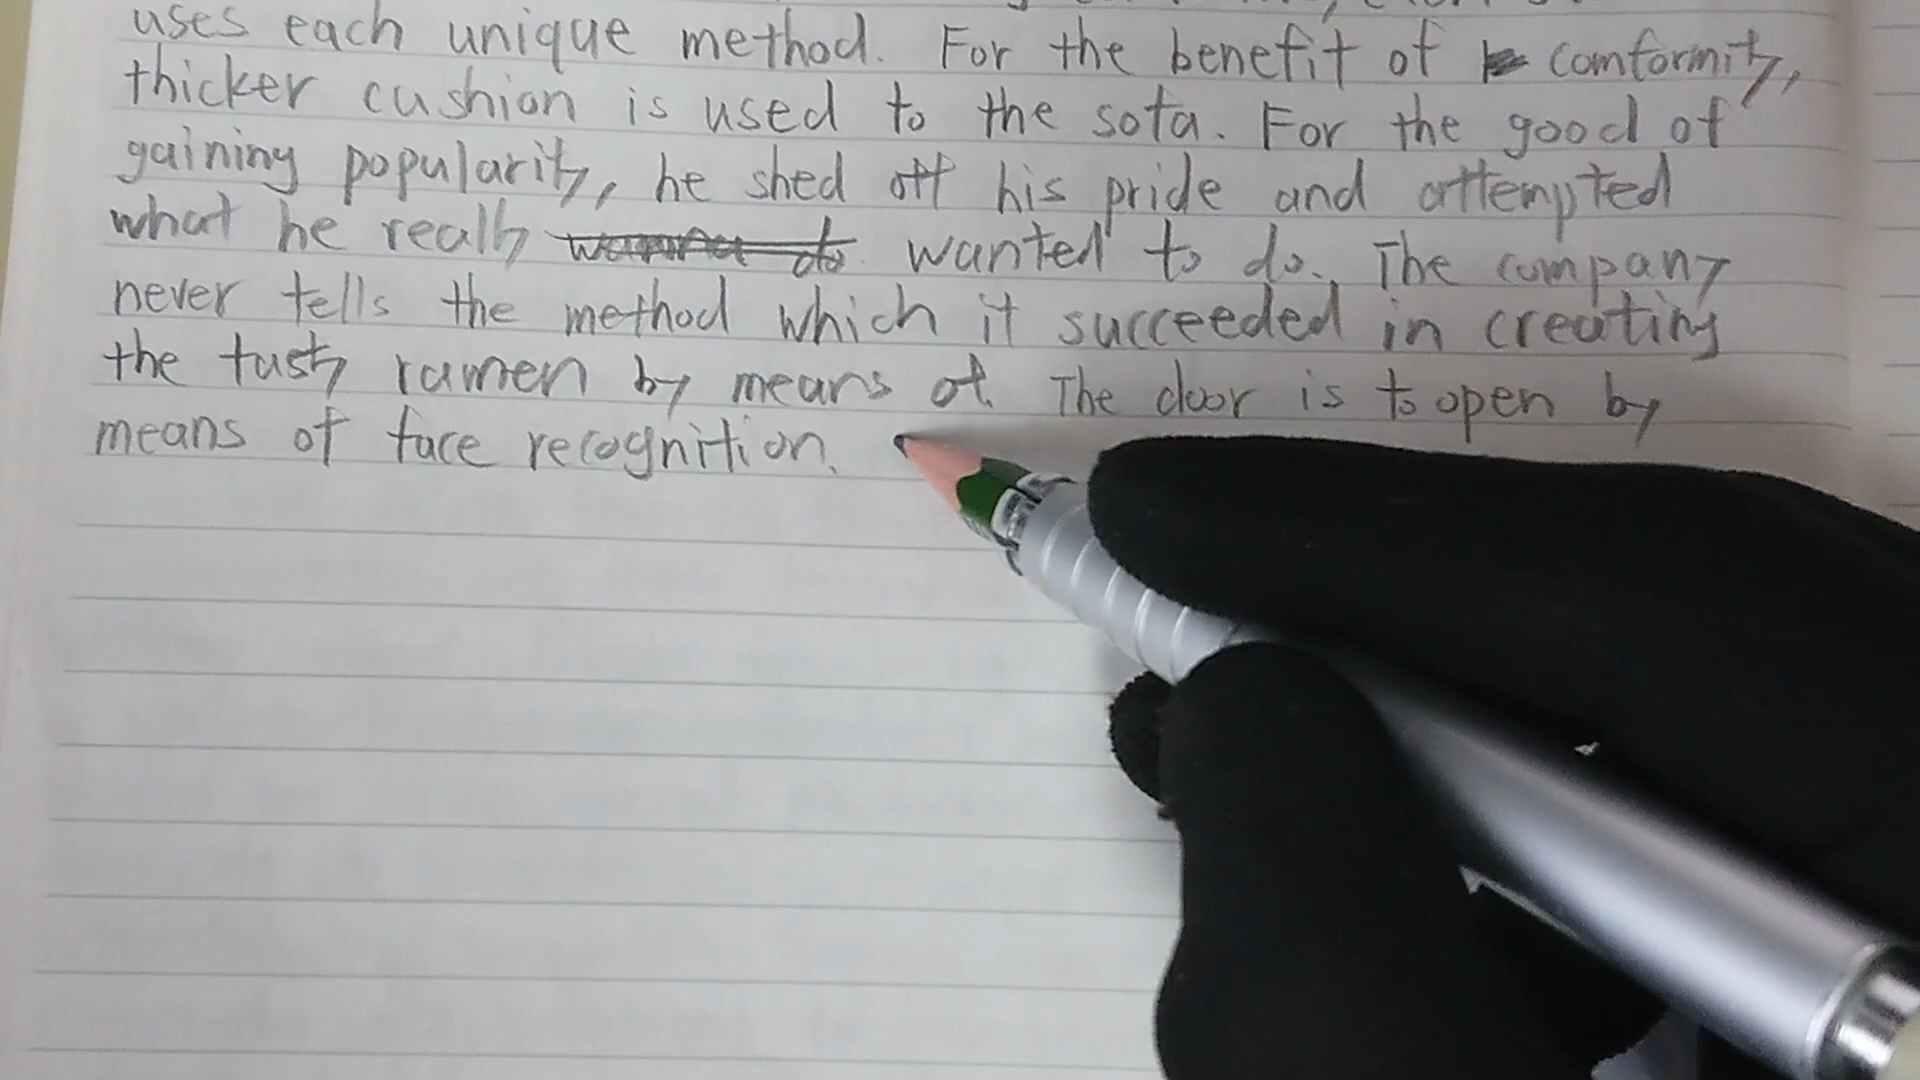 uses each unique method. For the benefit of comformity,
thicker cushion is used to the sofa. For the good of
gaining popularity, he shed off his pride and attempted
what he really wanna do wanted to do. The company
never tells the method which it succeeded in creating
the tasty ramen by means of. The door is to open by
means of face recognition.